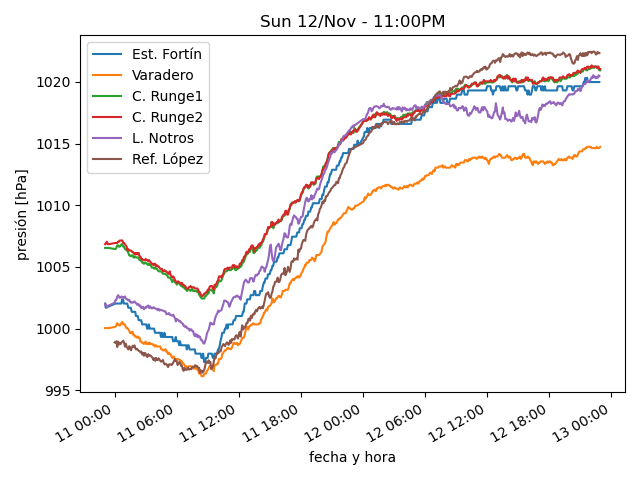 Sun 12/Nov - 11:00PM
Est. Fortín
Varadero
C. Runge1
C. Runge2
L. Notros
Ref. López
presión [hPa]
1020
1015
1010
1005
1000
995
11 00:00
11 06:00
11 12:00
11 18:00
12 00:00
12 06:00
12 12:00
12 18:00
13 00:00
fecha y hora